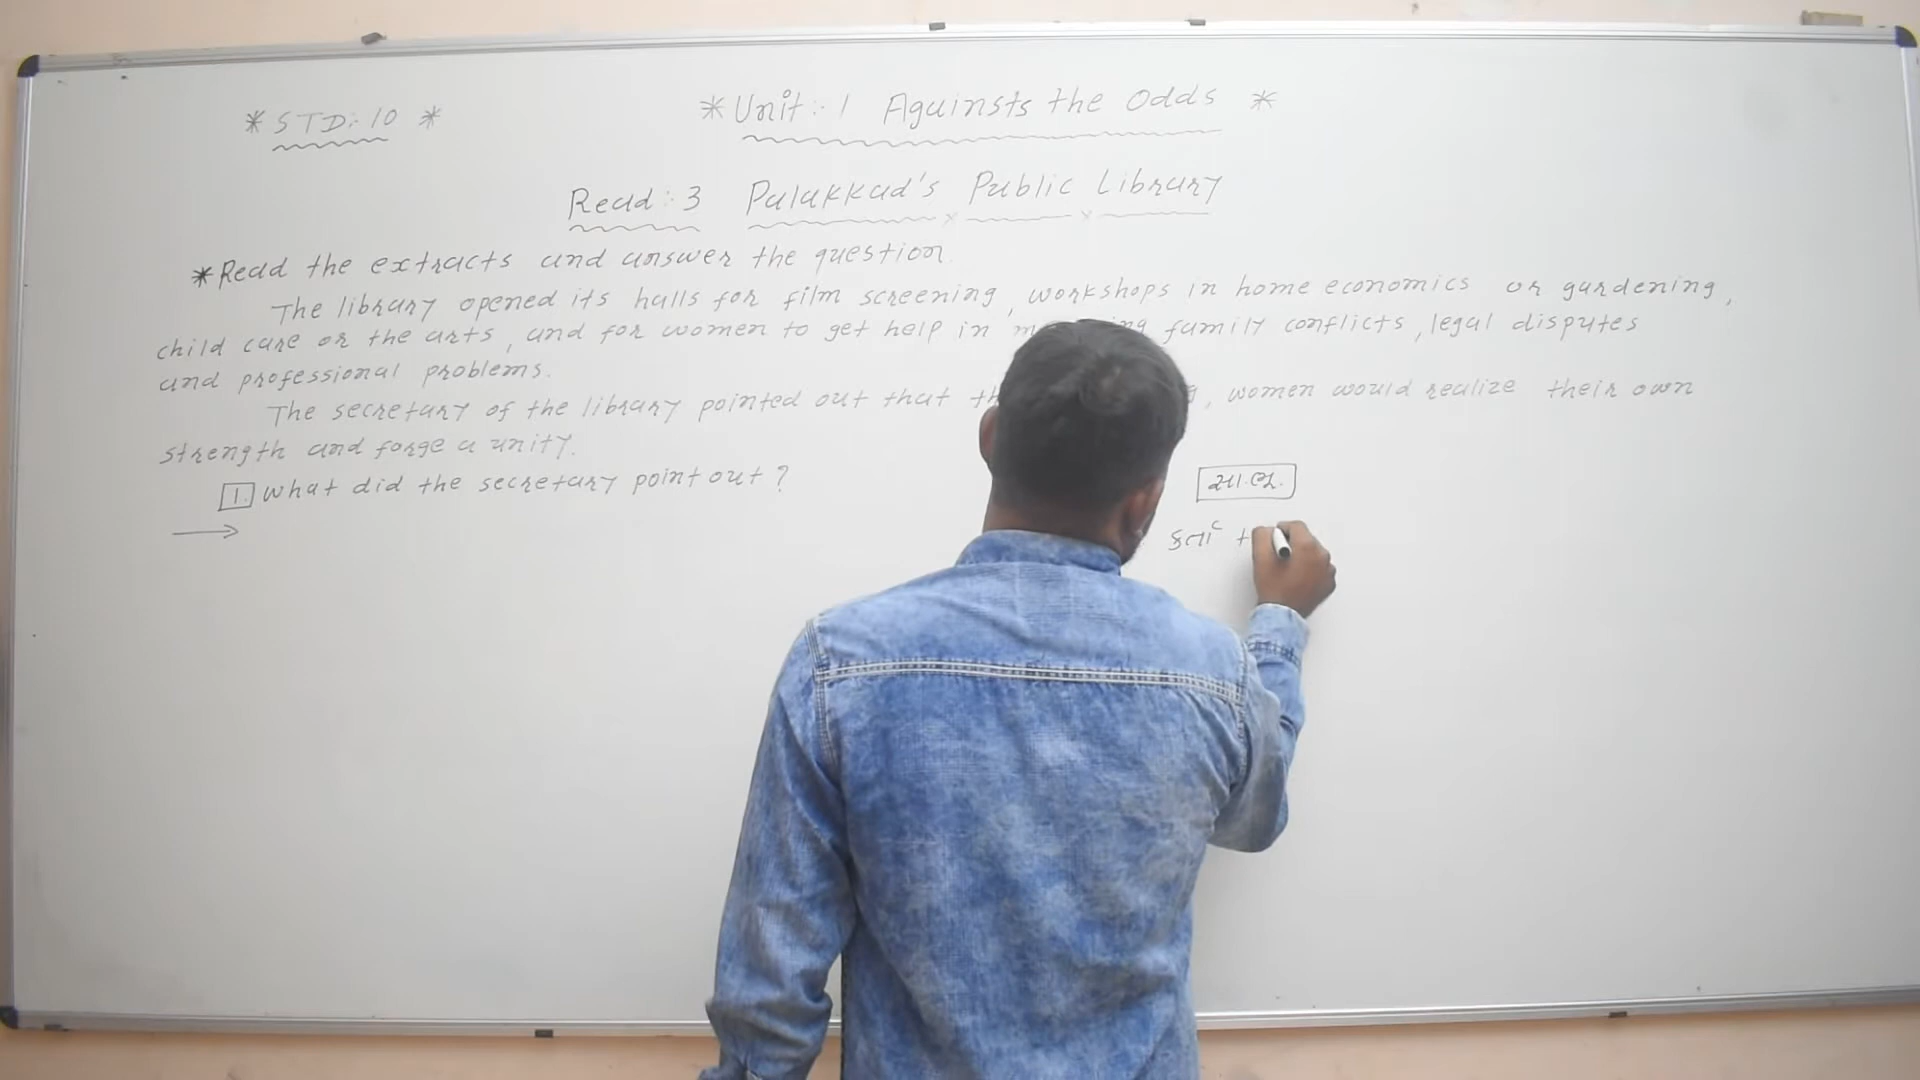 * STD:- 10 *
* Unit:- 1 Againsts the Odds *
Read : 3 Palakkad's Public Library
* Read the extracts and answer the question.
The library opened its halls for film screening, workshops in home economics or gardening,
child care or the arts, and for women to get help in family conflicts, legal disputes
and professional problems.
The secretary of the library pointed out that women would realize their own
strength and forge a unity.
1. What did the secretary point out ?
સા.વા.
કર્તા +